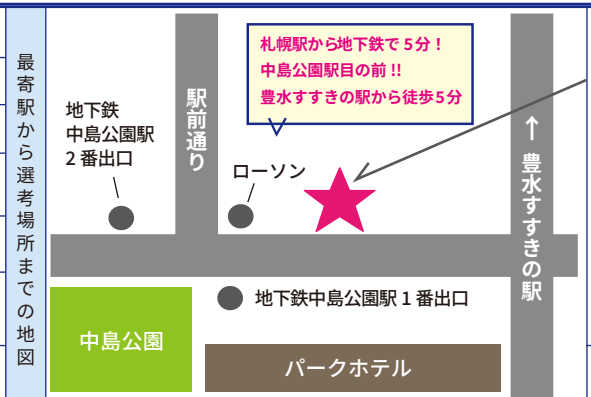 最寄駅から選考場所までの地図
札幌駅から地下鉄で5分！
中島公園駅目の前!!
豊水すすきの駅から徒歩5分
地下鉄
中島公園駅
2番出口
駅前通り
ローソン
↑豊水すすきの駅
地下鉄中島公園駅1番出口
中島公園
パークホテル